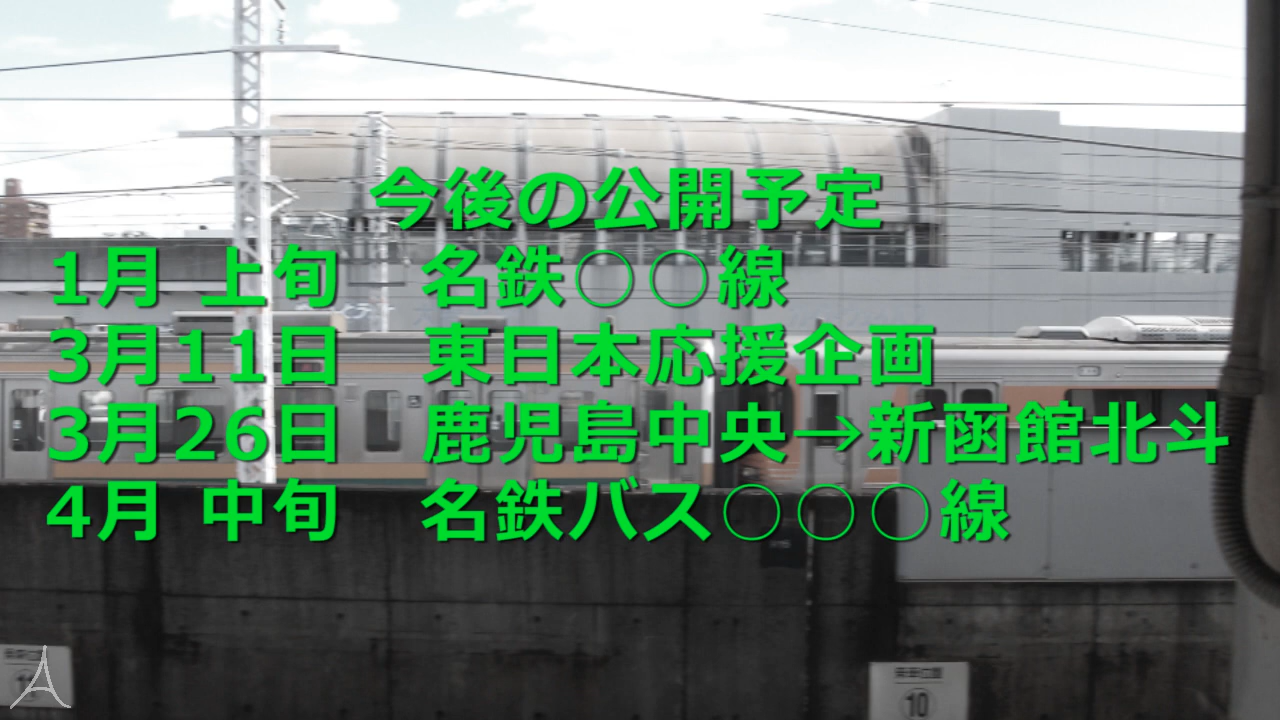 今後の公開予定
1月 上旬 名鉄○○線
3月11日 東日本応援企画
3月26日 鹿児島中央→新函館北斗
4月 中旬 名鉄バス○○○線
10